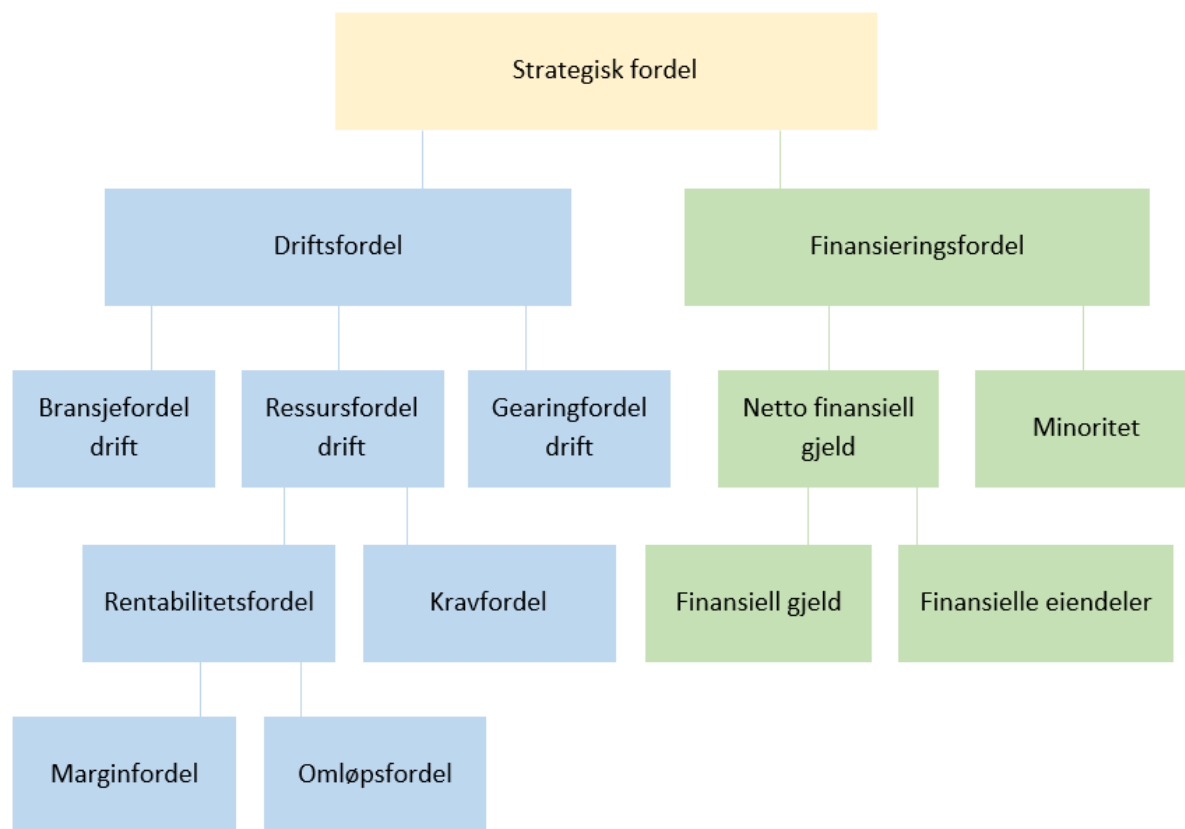 Strategisk fordel
Driftsfordel
Finansieringsfordel
Bransjefordel
drift
Ressursfordel
drift
Gearingfordel
drift
Netto finansiell
gjeld
Minoritet
Rentabilitetsfordel
Kravfordel
Finansiell gjeld
Finansielle eiendeler
Marginfordel
Omløpsfordel